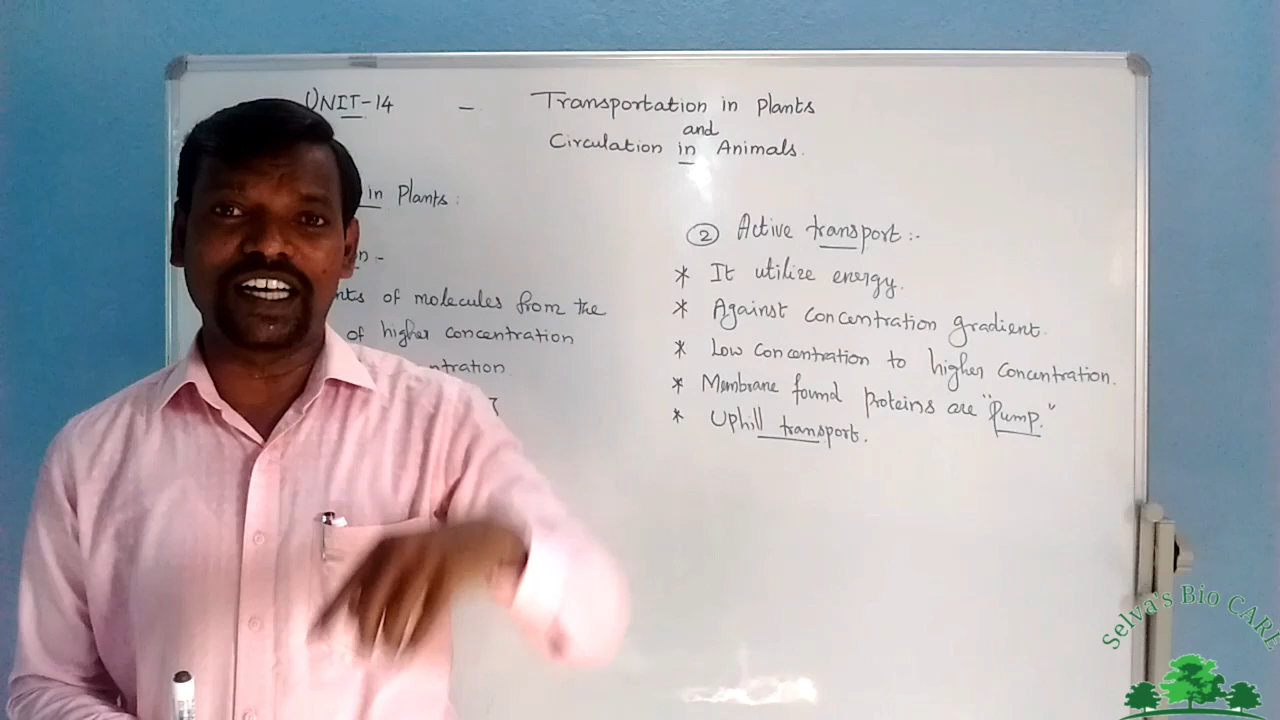 UNIT-14 - Transportation in plants
and
Circulation in Animals.
in Plants:
of molecules from the
of higher concentration
② Active transport:-
* It utilize energy.
* Against concentration gradient.
* Low concentration to higher concentration.
* Membrane found proteins are "Pump."
* Uphill transport.
Selva's Bio CARE